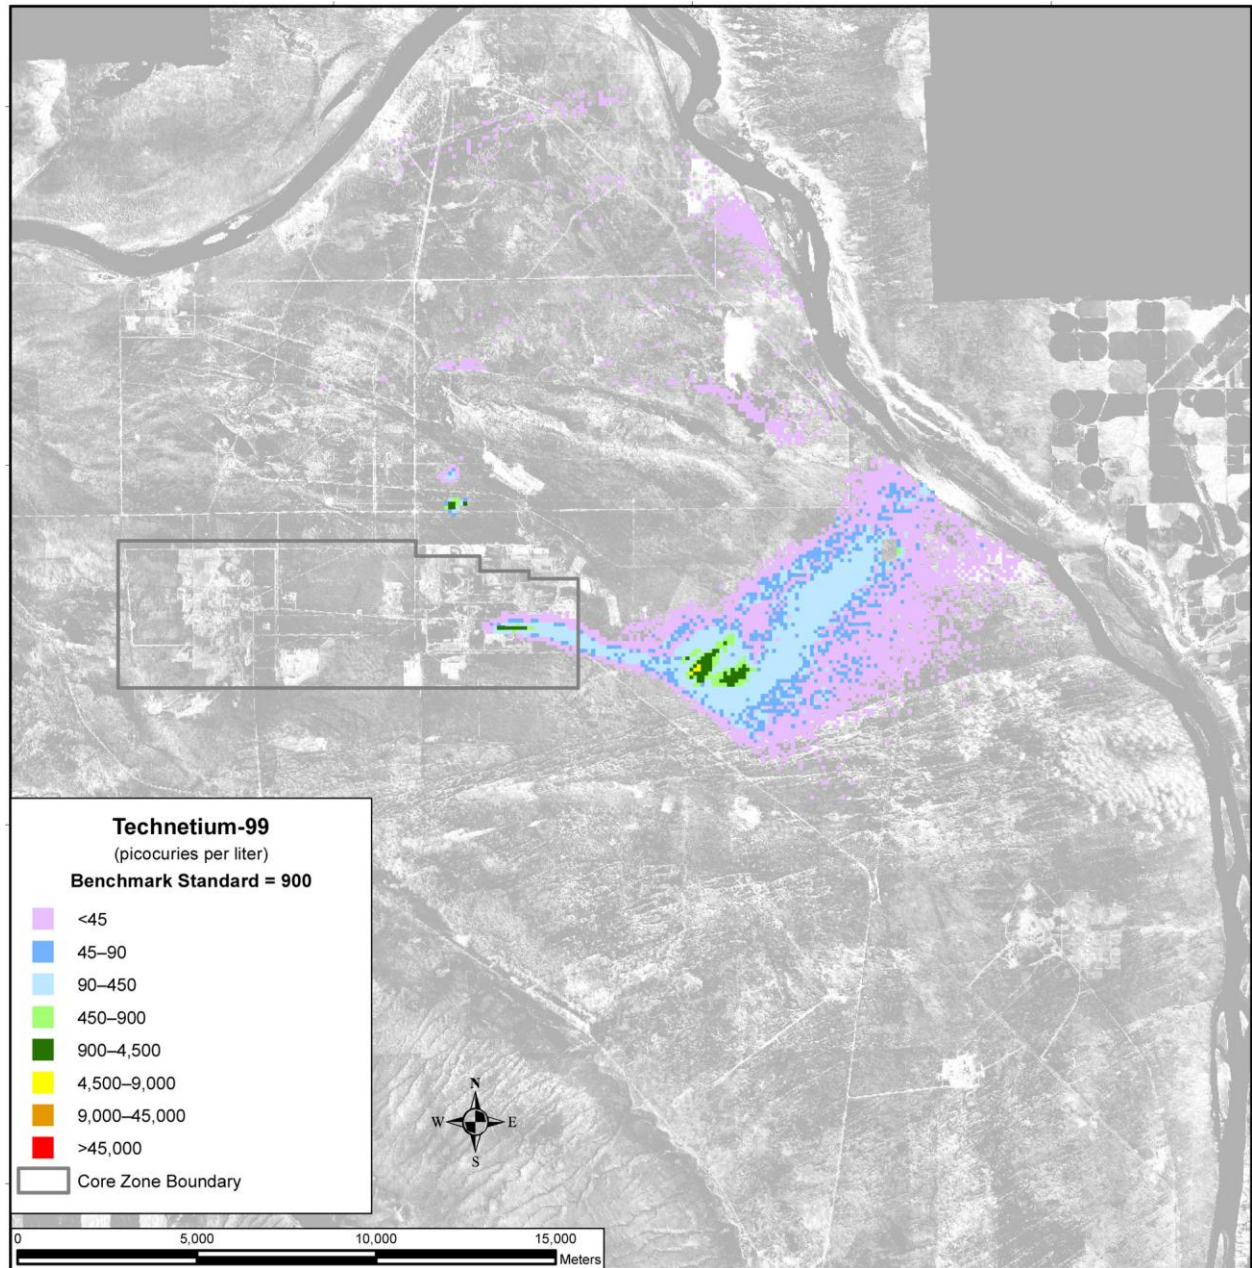 Technetium-99
(picocuries per liter)
Benchmark Standard = 900
<45
45–90
90–450
450–900
900–4,500
4,500–9,000
9,000–45,000
>45,000
Core Zone Boundary
N
W E
S
0 5,000 10,000 15,000
Meters